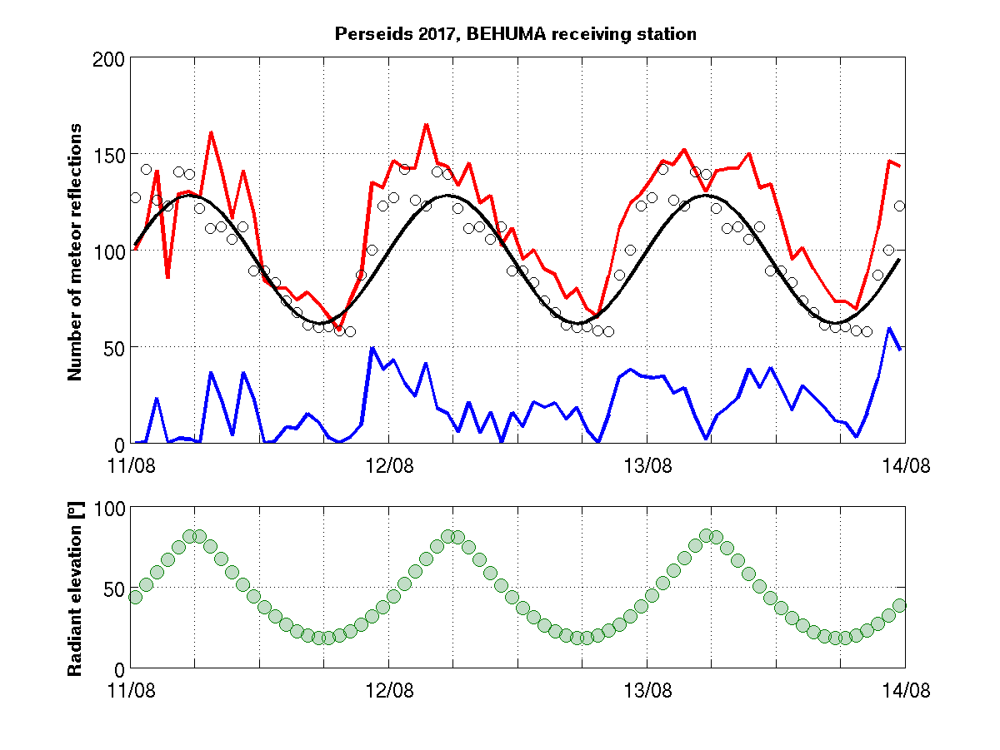 Perseids 2017, BEHUMA receiving station
Number of meteor reflections
200
150
100
50
0
11/08 12/08 13/08 14/08
Radiant elevation [º]
100
50
0
11/08 12/08 13/08 14/08